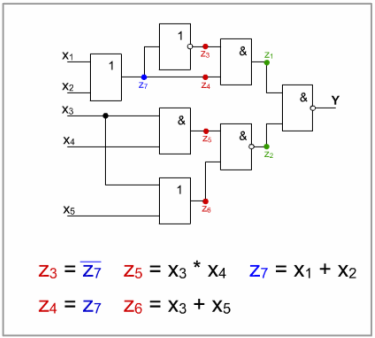 1
&
z₃
z₁
x₁
1
x₂
z₇
z₄
&
Y
x₃
&
z₅
&
x₄
z₂
1
x₅
z₆
z₃ = z̅₇̅ z₅ = x₃ * x₄ z₇ = x₁ + x₂
z₄ = z₇ z₆ = x₃ + x₅